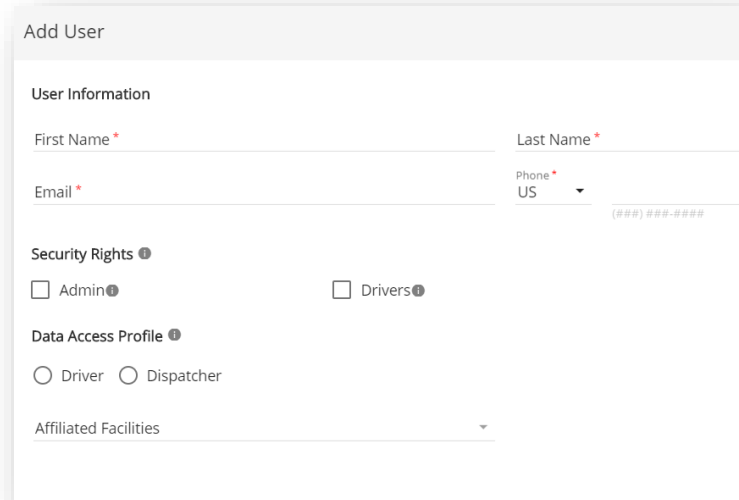 Add User
User Information
First Name *
Last Name *
Email *
Phone *
US
(###) ###-####
Security Rights
Admin
Drivers
Data Access Profile
Driver
Dispatcher
Affiliated Facilities